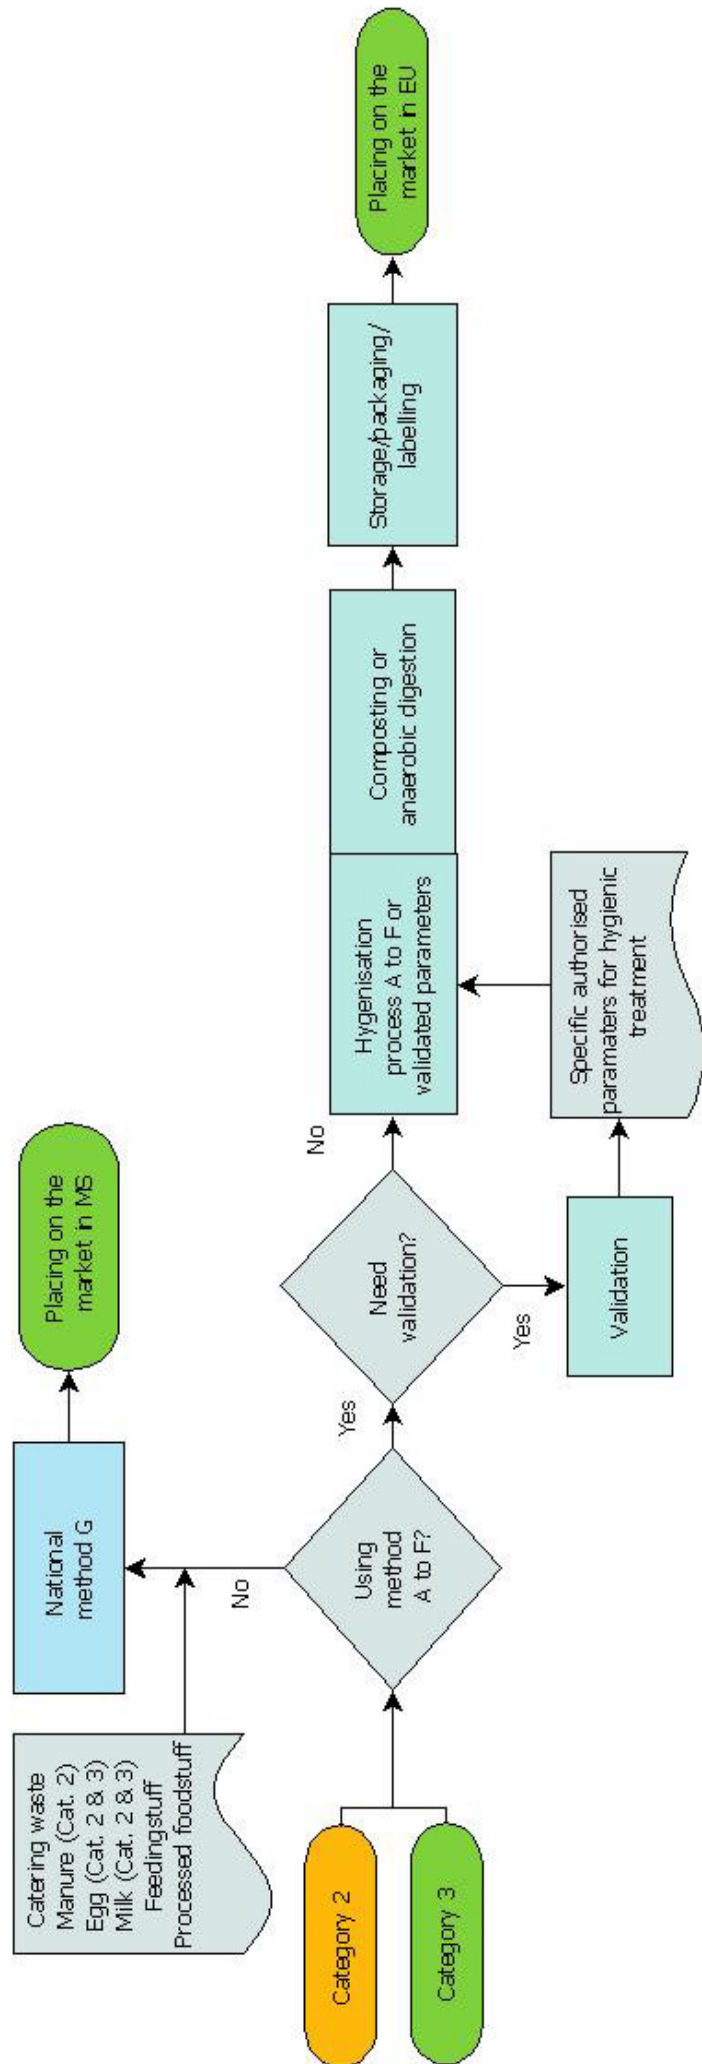 Catering waste
Manure (Cat. 2)
Egg (Cat. 2 & 3)
Milk (Cat. 2 & 3)
Feedingstuff
Processed foodstuff
National
method G
Placing on the
market in MS
No
Category 2
Category 3
Using
method
A to F?
Yes
Need
validation?
No
Yes
Validation
Specific authorised
paramaters for hygienic
treatment
Hygenisation
process A to F or
validated parameters
Composting or
anaerobic digestion
Storage/packaging/
labelling
Placing on the
market in EU